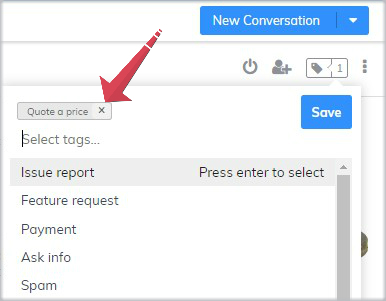 New Conversation
1
Quote a price ×
Save
Select tags...
Issue report Press enter to select
Feature request
Payment
Ask info
Spam